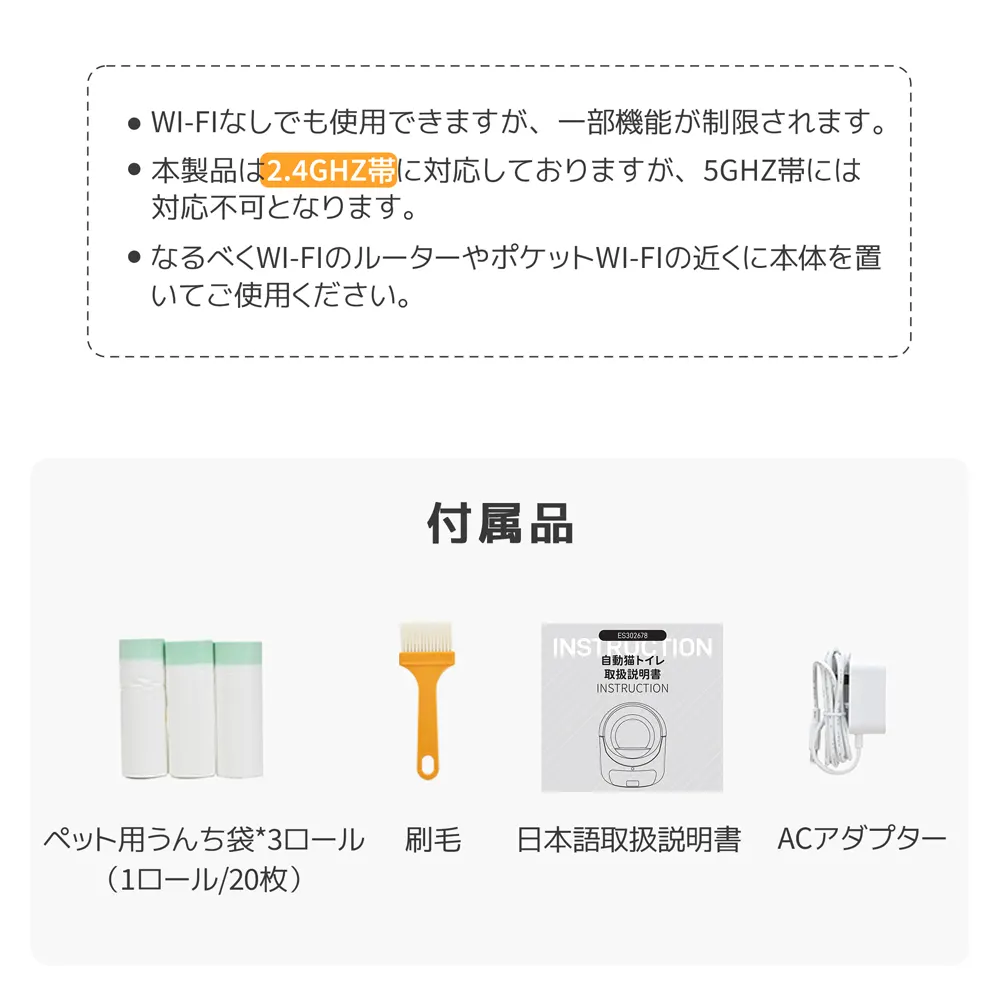 ● WI-FIなしでも使用できますが、一部機能が制限されます。
● 本製品は2.4GHZ帯に対応しておりますが、5GHZ帯には
対応不可となります。
● なるべくWI-FIのルーターやポケットWI-FIの近くに本体を置
いてご使用ください。
付属品
ES302678
INSTRUCTION
自動猫トイレ
取扱説明書
INSTRUCTION
ペット用うんち袋*3ロール
（1ロール/20枚）
刷毛
日本語取扱説明書
ACアダプター